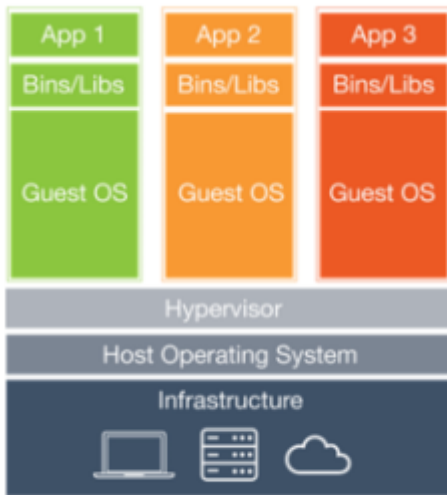 App 1
App 2
App 3
Bins/Libs
Bins/Libs
Bins/Libs
Guest OS
Guest OS
Guest OS
Hypervisor
Host Operating System
Infrastructure